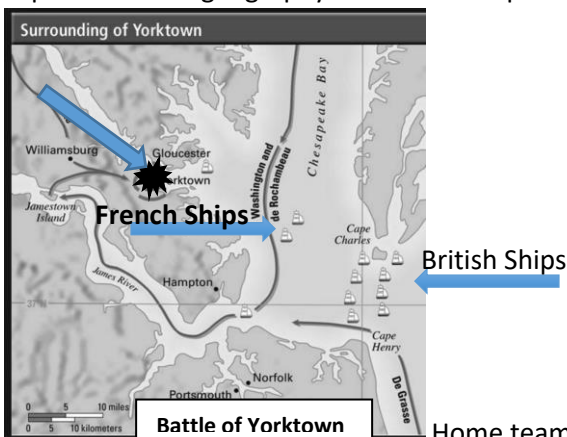 geography
Surrounding of Yorktown
Chesapeake Bay
Williamsburg
Gloucester
rktown
Washington and
de Rochambeau
Jamestown
Island
French Ships
Cape
Charles
British Ships
James River
Hampton
Cape
Henry
De Grasse
Norfolk
Portsmouth
0 5 10 miles
0 5 10 kilometers
Battle of Yorktown
Home team